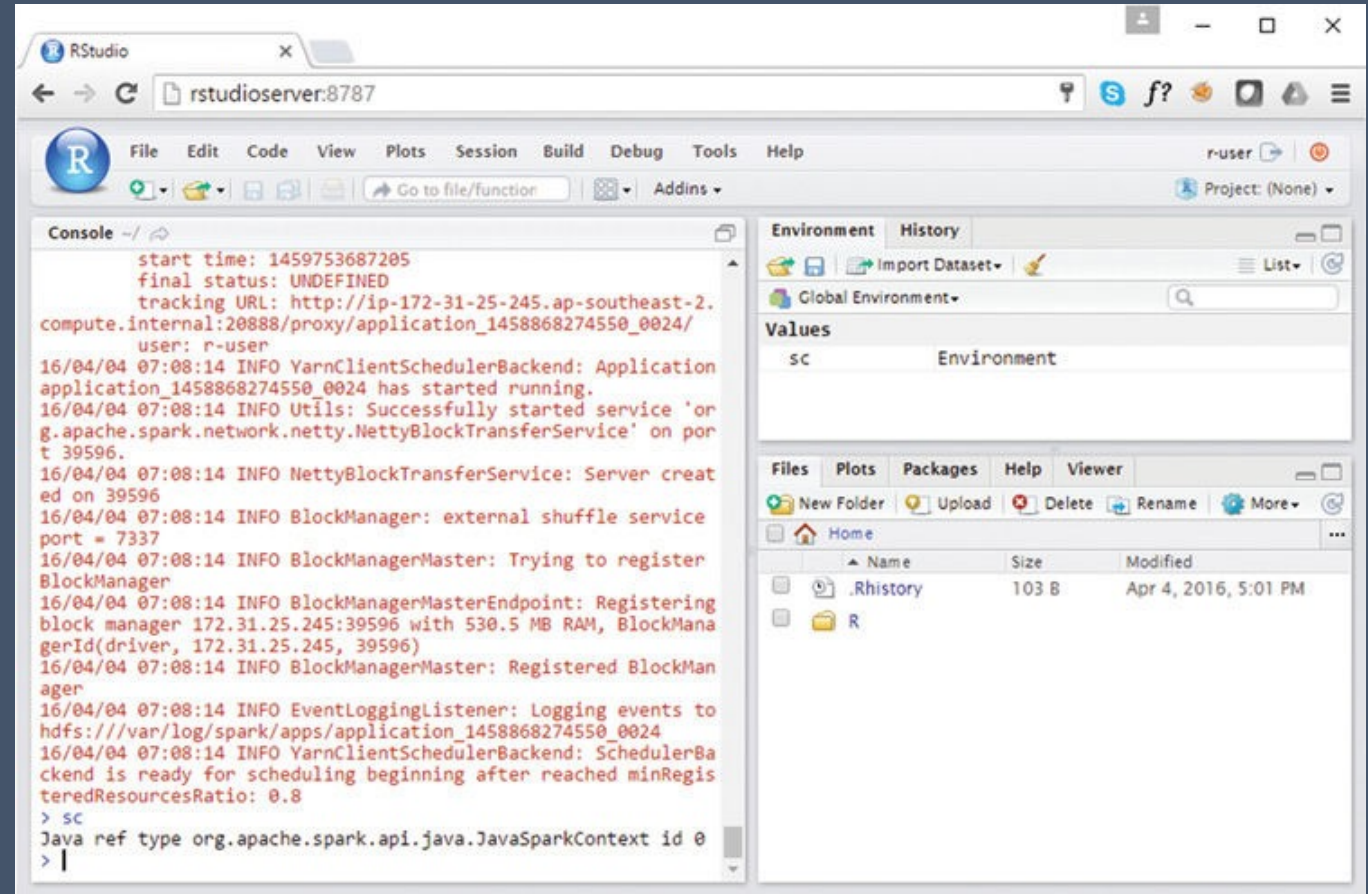 RStudio
rstudioserver:8787
f?
R
File Edit Code View Plots Session Build Debug Tools Help
r-user
Go to file/function
Addins
Project: (None)
Console ~/
start time: 1459753687205
final status: UNDEFINED
tracking URL: http://ip-172-31-25-245.ap-southeast-2.
compute.internal:20888/proxy/application_1458868274550_0024/
user: r-user
16/04/04 07:08:14 INFO YarnClientSchedulerBackend: Application
application_1458868274550_0024 has started running.
16/04/04 07:08:14 INFO Utils: Successfully started service 'or
g.apache.spark.network.netty.NettyBlockTransferService' on por
t 39596.
16/04/04 07:08:14 INFO NettyBlockTransferService: Server creat
ed on 39596
16/04/04 07:08:14 INFO BlockManager: external shuffle service
port = 7337
16/04/04 07:08:14 INFO BlockManagerMaster: Trying to register
BlockManager
16/04/04 07:08:14 INFO BlockManagerMasterEndpoint: Registering
block manager 172.31.25.245:39596 with 530.5 MB RAM, BlockMana
gerId(driver, 172.31.25.245, 39596)
16/04/04 07:08:14 INFO BlockManagerMaster: Registered BlockMan
ager
16/04/04 07:08:14 INFO EventLoggingListener: Logging events to
hdfs:///var/log/spark/apps/application_1458868274550_0024
16/04/04 07:08:14 INFO YarnClientSchedulerBackend: SchedulerBa
ckend is ready for scheduling beginning after reached minRegis
teredResourcesRatio: 0.8
> sc
Java ref type org.apache.spark.api.java.JavaSparkContext id 0
>
Environment History
Import Dataset List
Global Environment
Values
sc Environment
Files Plots Packages Help Viewer
New Folder Upload Delete Rename More
Home ...
Name Size Modified
.Rhistory 103 B Apr 4, 2016, 5:01 PM
R